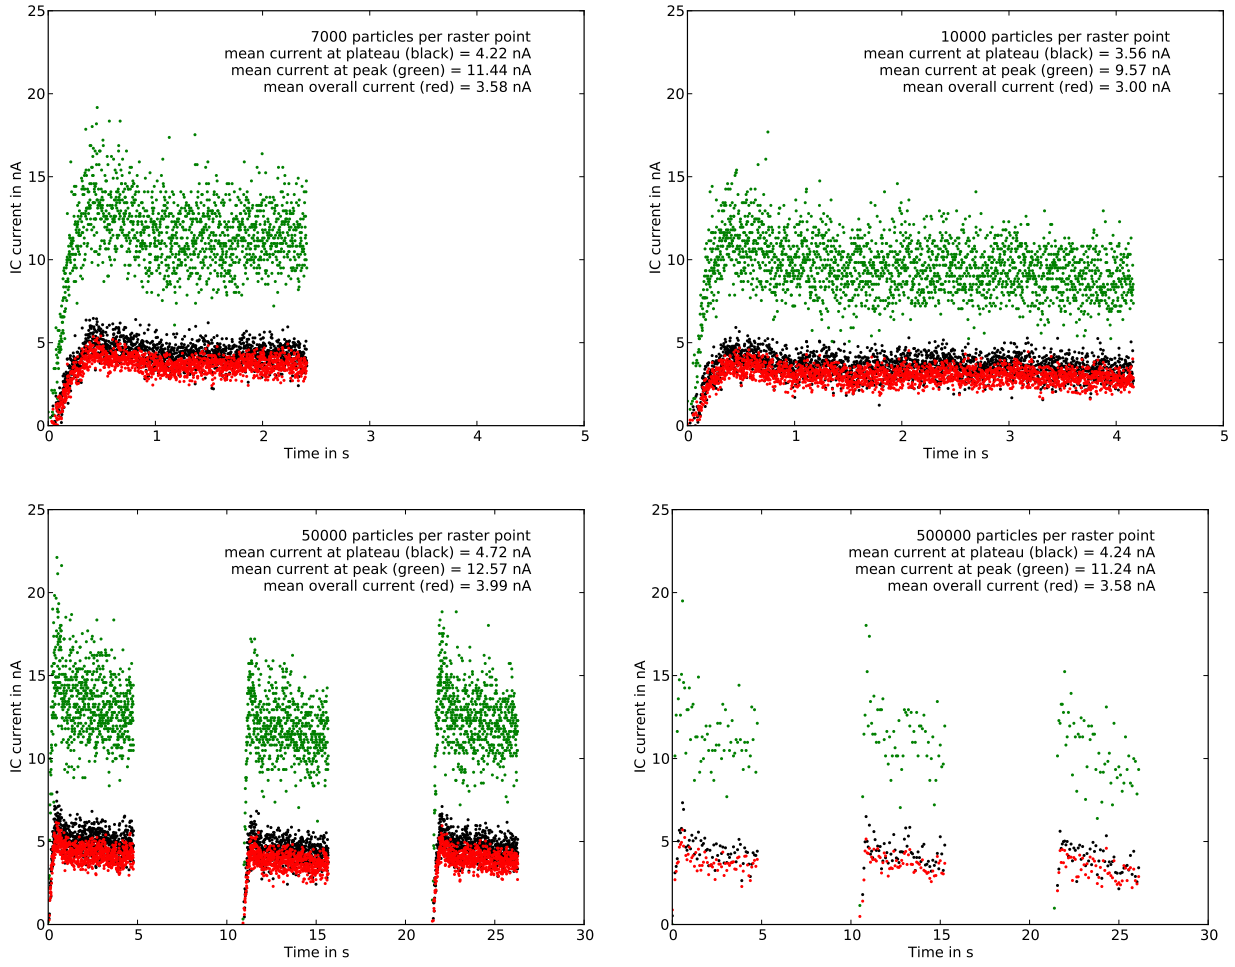 7000 particles per raster point
mean current at plateau (black) = 4.22 nA
mean current at peak (green) = 11.44 nA
mean overall current (red) = 3.58 nA
25
20
15
10
5
0
IC current in nA
0 1 2 3 4 5
Time in s
10000 particles per raster point
mean current at plateau (black) = 3.56 nA
mean current at peak (green) = 9.57 nA
mean overall current (red) = 3.00 nA
25
20
15
10
5
0
IC current in nA
0 1 2 3 4 5
Time in s
50000 particles per raster point
mean current at plateau (black) = 4.72 nA
mean current at peak (green) = 12.57 nA
mean overall current (red) = 3.99 nA
25
20
15
10
5
0
IC current in nA
0 5 10 15 20 25 30
Time in s
500000 particles per raster point
mean current at plateau (black) = 4.24 nA
mean current at peak (green) = 11.24 nA
mean overall current (red) = 3.58 nA
25
20
15
10
5
0
IC current in nA
0 5 10 15 20 25 30
Time in s